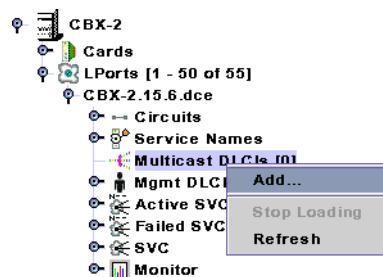 CBX-2
Cards
LPorts [1 - 50 of 55]
CBX-2.15.6.dce
Circuits
Service Names
Multicast DLCIs [0]
Mgmt DLCI
Add...
Active SVC
Stop Loading
Failed SVC
Refresh
SVC
Monitor